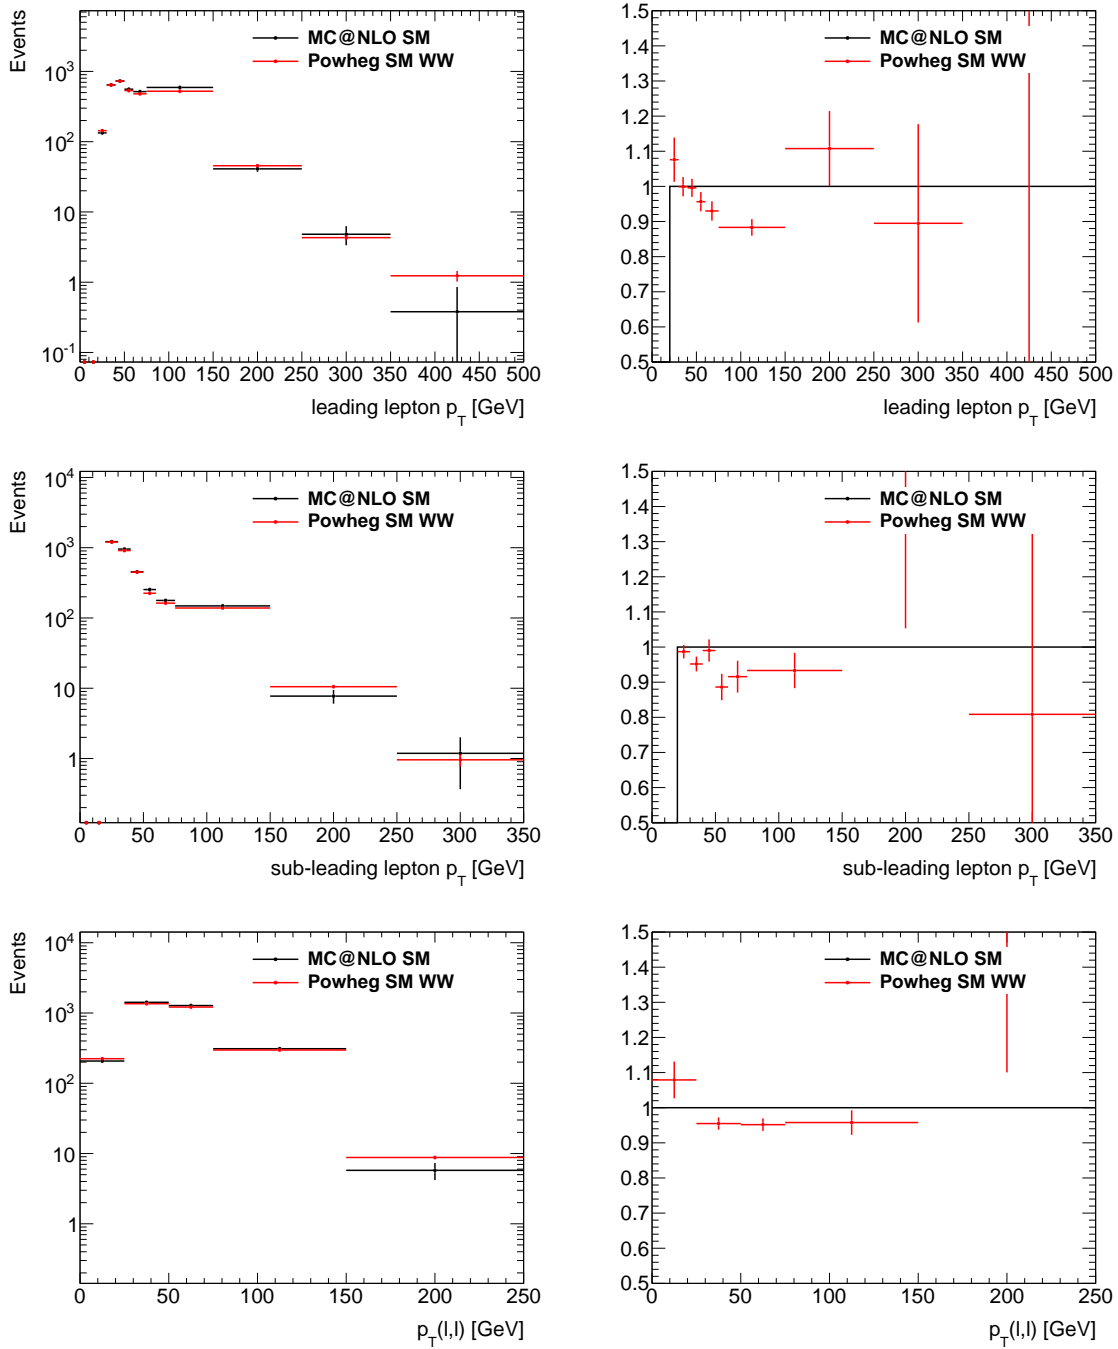 Events
MC@NLO SM
Powheg SM WW
10³
10²
10
1
10⁻¹
0 50 100 150 200 250 300 350 400 450 500
leading lepton p_T [GeV]
MC@NLO SM
Powheg SM WW
1.5
1.4
1.3
1.2
1.1
1
0.9
0.8
0.7
0.6
0.5
0 50 100 150 200 250 300 350 400 450 500
leading lepton p_T [GeV]
Events
MC@NLO SM
Powheg SM WW
10⁴
10³
10²
10
1
0 50 100 150 200 250 300 350
sub-leading lepton p_T [GeV]
MC@NLO SM
Powheg SM WW
1.5
1.4
1.3
1.2
1.1
1
0.9
0.8
0.7
0.6
0.5
0 50 100 150 200 250 300 350
sub-leading lepton p_T [GeV]
Events
MC@NLO SM
Powheg SM WW
10⁴
10³
10²
10
1
0 50 100 150 200 250
p_T(l,l) [GeV]
MC@NLO SM
Powheg SM WW
1.5
1.4
1.3
1.2
1.1
1
0.9
0.8
0.7
0.6
0.5
0 50 100 150 200 250
p_T(l,l) [GeV]